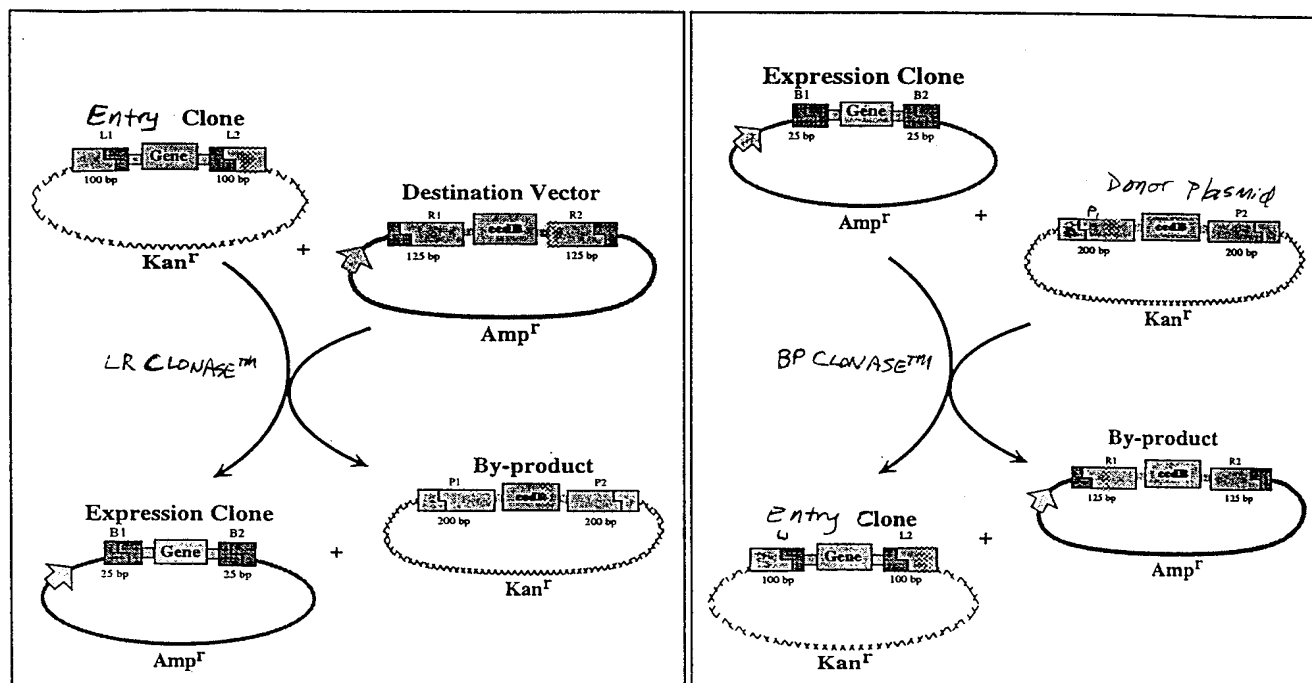 Entry Clone
L1 L2
Gene
100 bp 100 bp
Kanr
+
Destination Vector
R1 R2
ccdB
125 bp 125 bp
Ampr
LR CLONASE™
By-product
P1 P2
ccdB
200 bp 200 bp
Kanr
Expression Clone
B1 B2
Gene
25 bp 25 bp
+
Ampr
Expression Clone
B1 B2
Gene
25 bp 25 bp
Ampr
+
Donor Plasmid
P1 P2
ccdB
200 bp 200 bp
Kanr
BP CLONASE™
By-product
R1 R2
ccdB
125 bp 125 bp
Ampr
Entry Clone
L2
Gene
100 bp 100 bp
+
Kanr